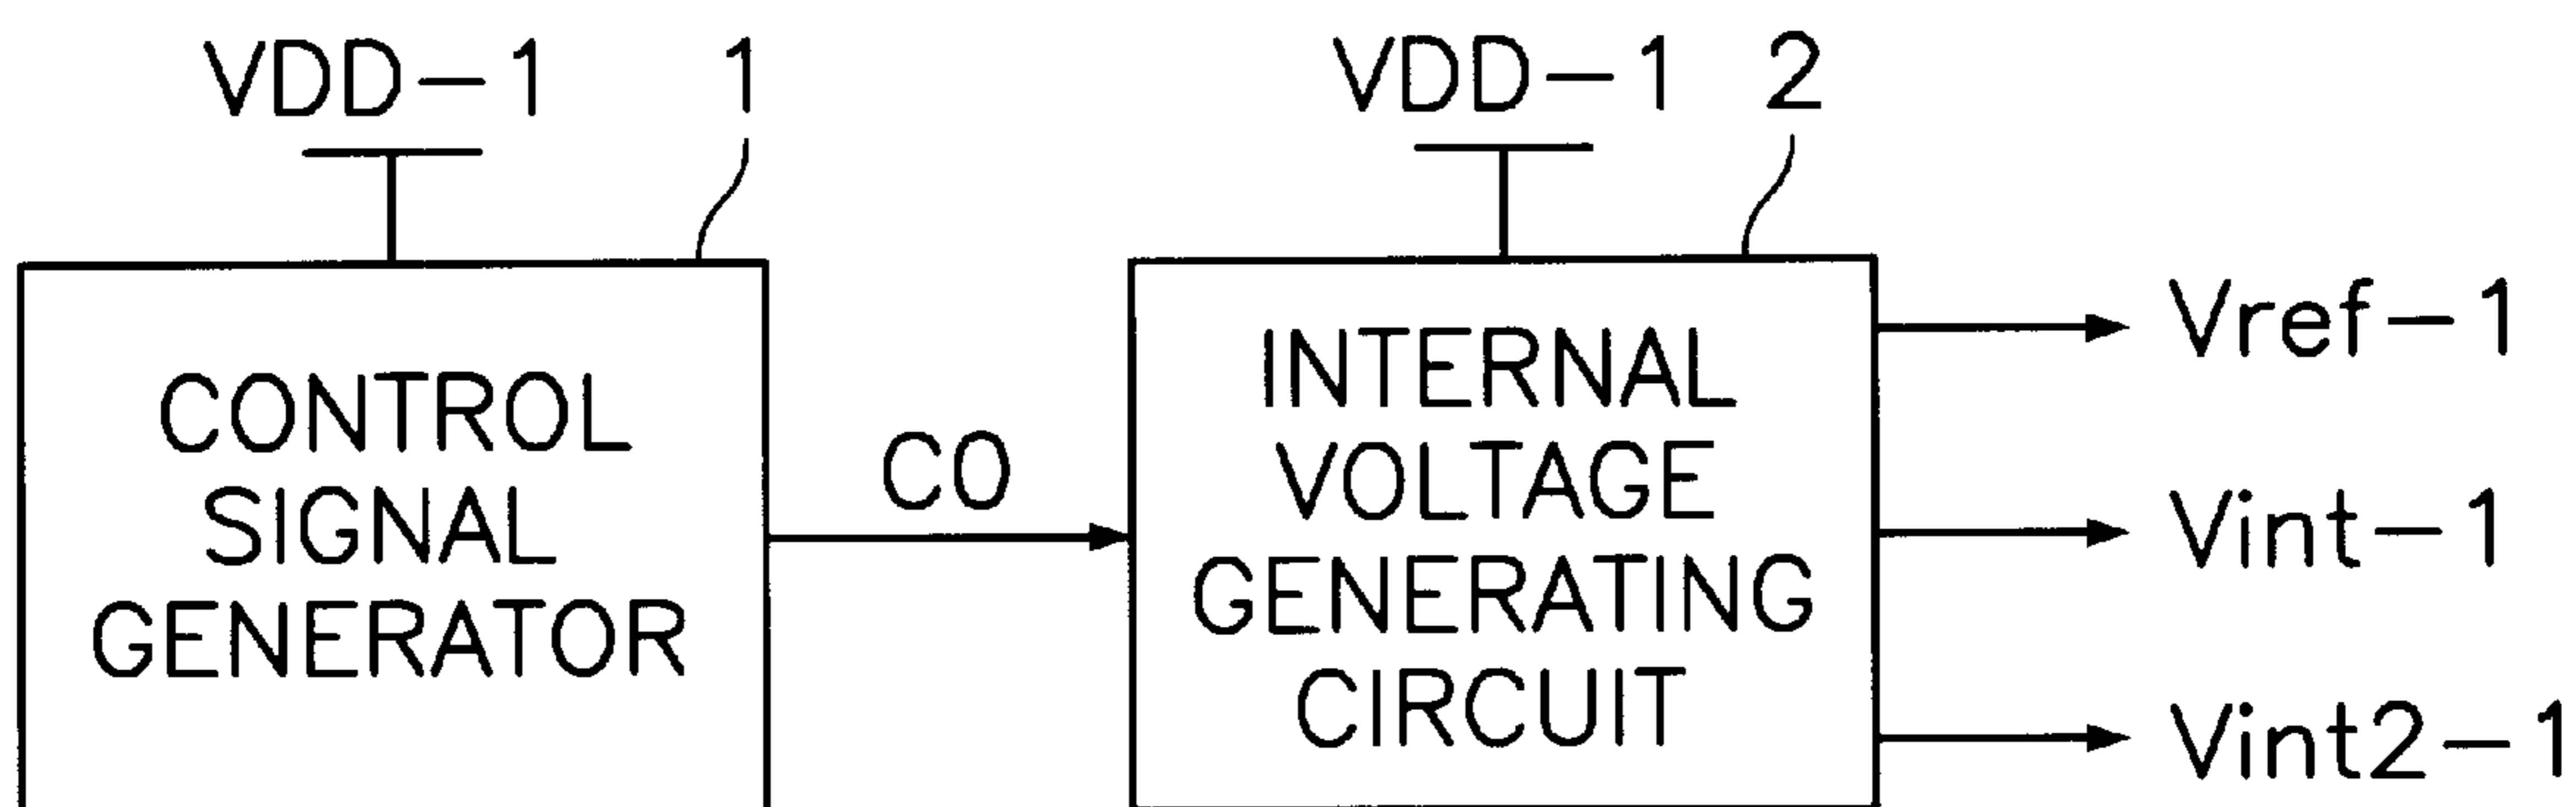 VDD-1
1
VDD-1
2
CONTROL
SIGNAL
GENERATOR
CO
INTERNAL
VOLTAGE
GENERATING
CIRCUIT
Vref-1
Vint-1
Vint2-1